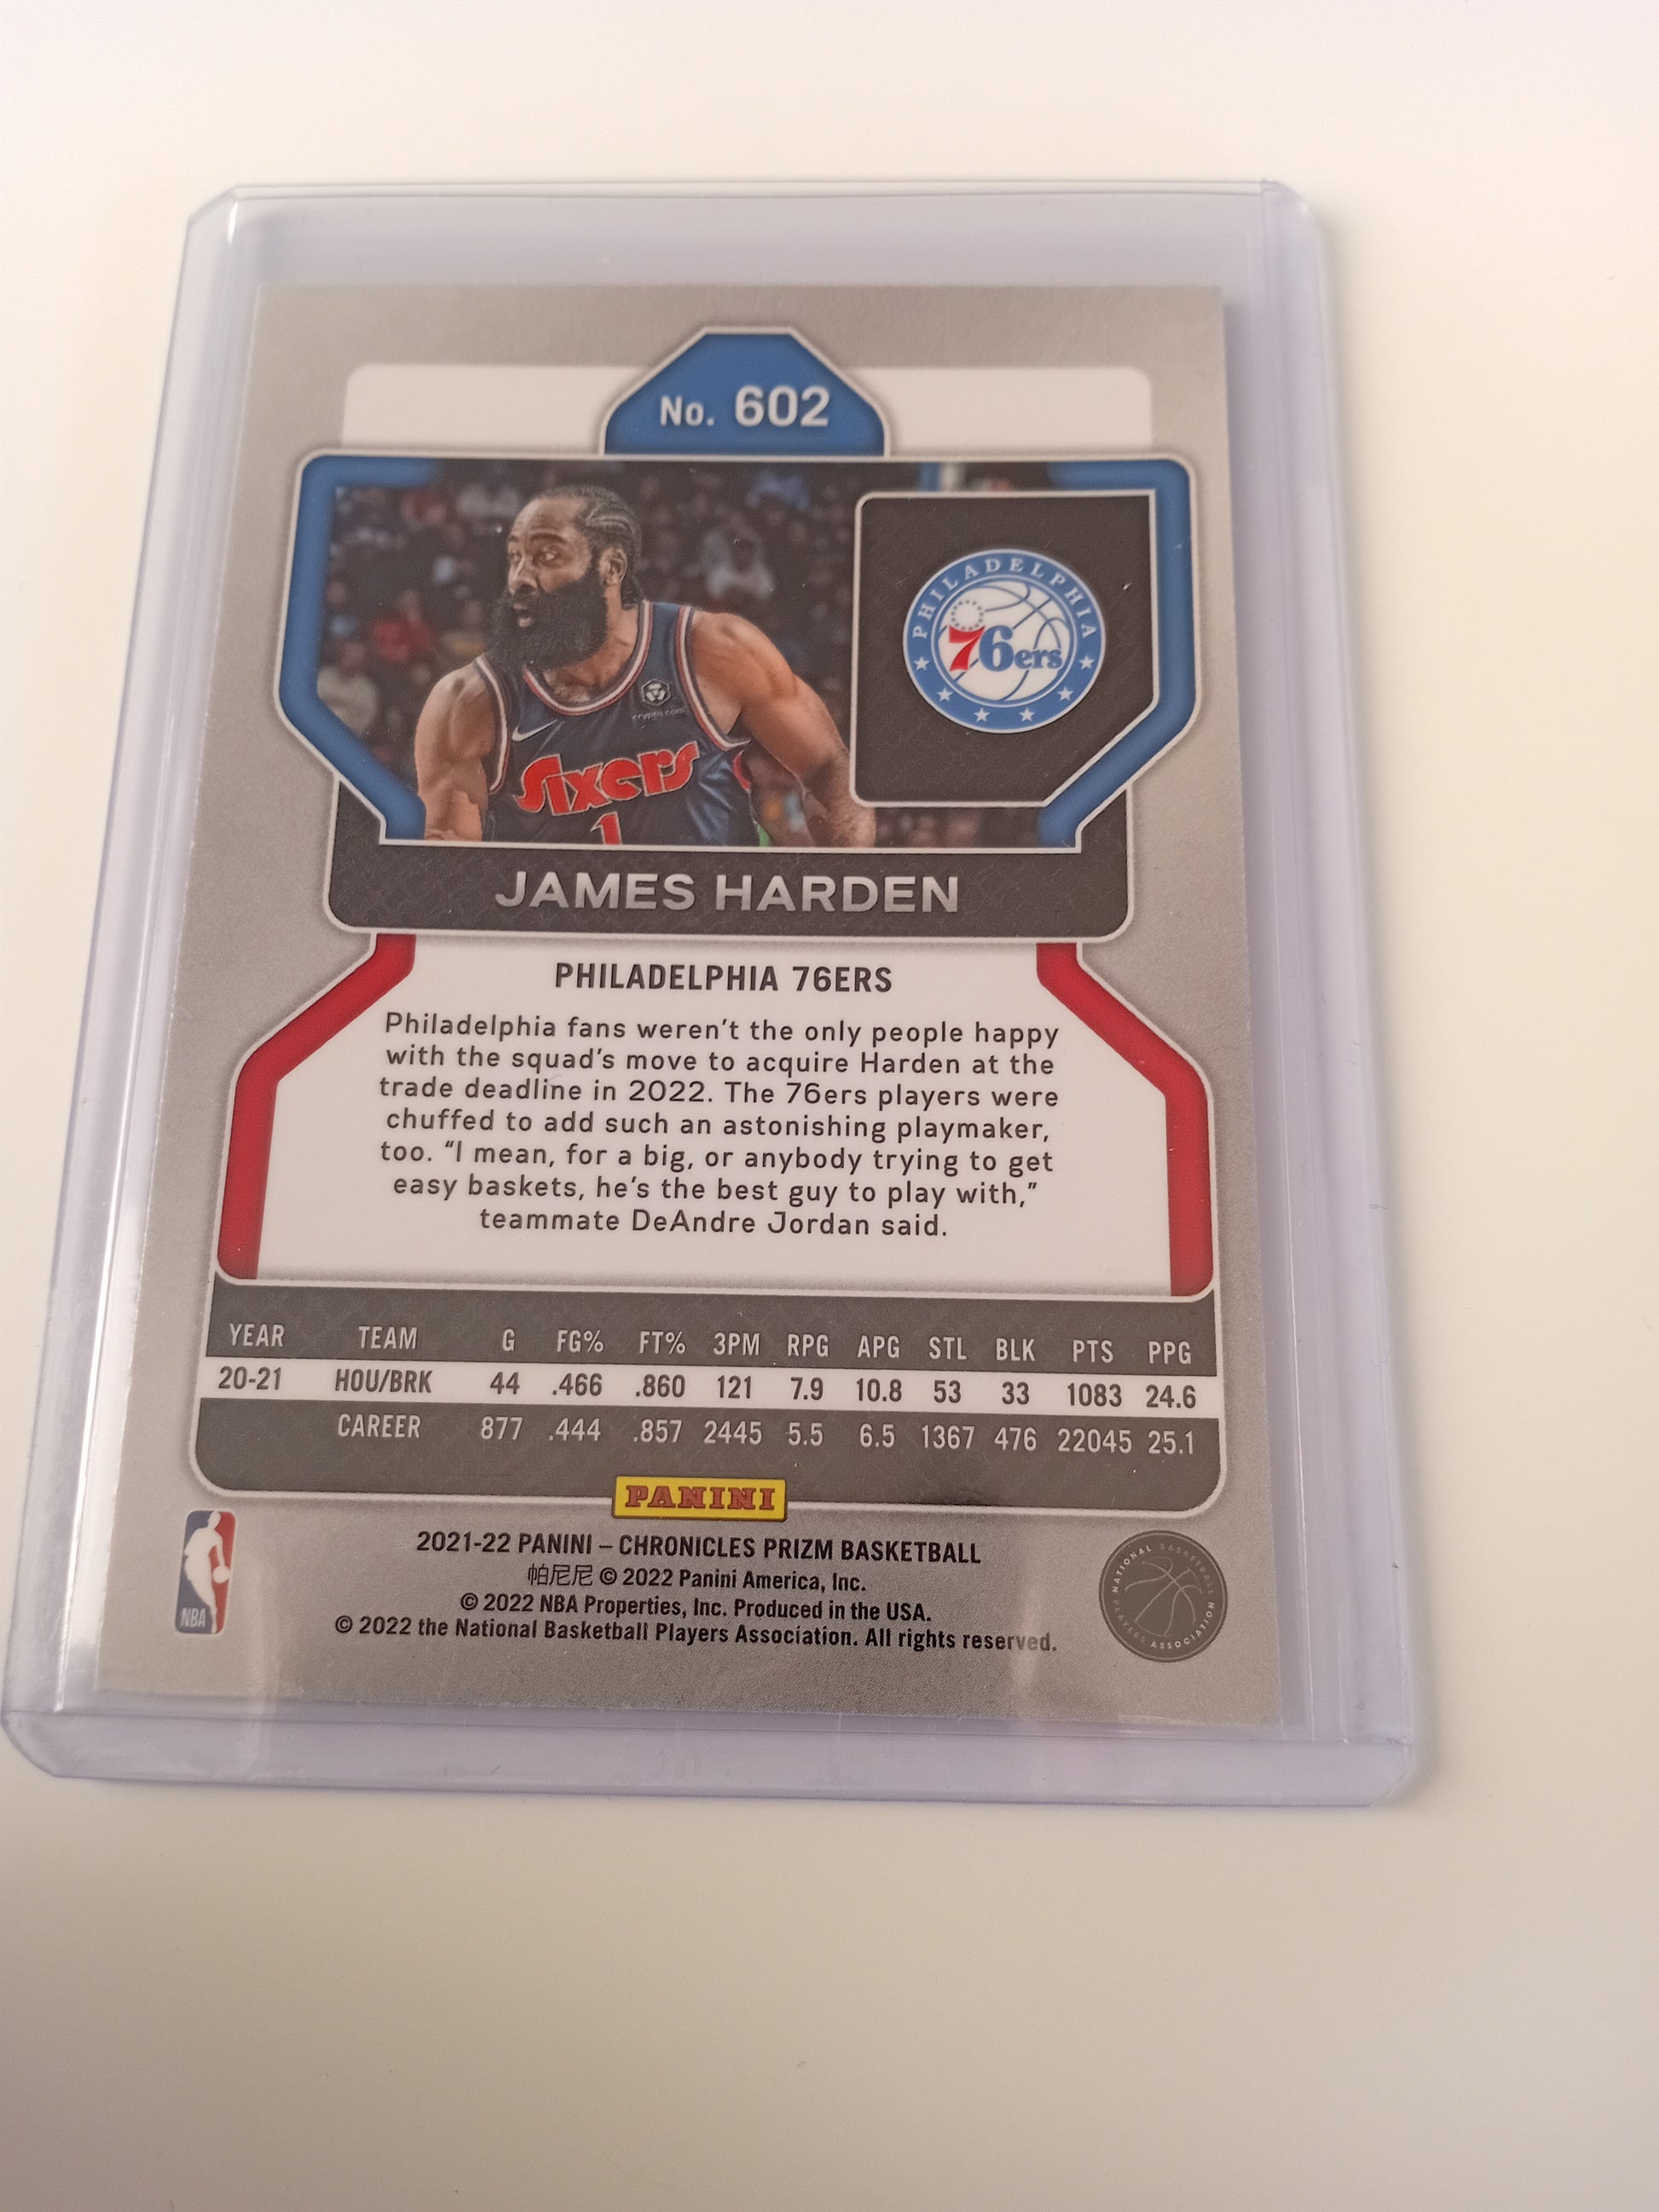 No. 602
PHILADELPHIA
76ers
crypto.com
Sixers
1
JAMES HARDEN
PHILADELPHIA 76ERS
Philadelphia fans weren't the only people happy
with the squad's move to acquire Harden at the
trade deadline in 2022. The 76ers players were
chuffed to add such an astonishing playmaker,
too. “I mean, for a big, or anybody trying to get
easy baskets, he's the best guy to play with,”
teammate DeAndre Jordan said.
YEAR TEAM G FG% FT% 3PM RPG APG STL BLK PTS PPG
20-21 HOU/BRK 44 .466 .860 121 7.9 10.8 53 33 1083 24.6
CAREER 877 .444 .857 2445 5.5 6.5 1367 476 22045 25.1
PANINI
2021-22 PANINI – CHRONICLES PRIZM BASKETBALL
帕尼尼 © 2022 Panini America, Inc.
© 2022 NBA Properties, Inc. Produced in the USA.
© 2022 the National Basketball Players Association. All rights reserved.
NBA
NATIONAL BASKETBALL
PLAYERS ASSOCIATION